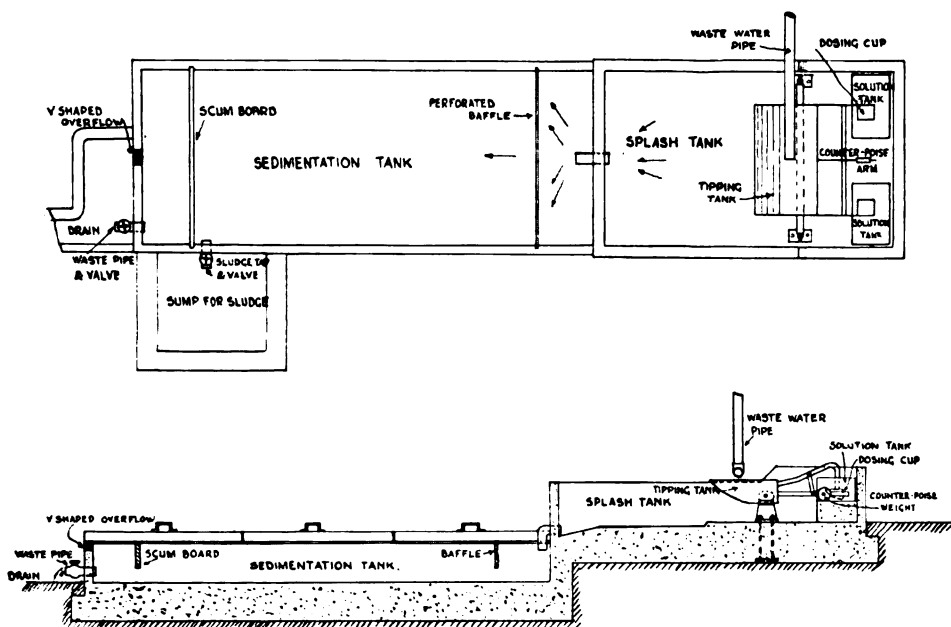 WASTE WATER
PIPE
DOSING CUP
V SHAPED
OVERFLOW
SCUM BOARD
PERFORATED
BAFFLE
SOLUTION
TANK
SEDIMENTATION TANK
SPLASH TANK
COUNTER-POISE
ARM
TIPPING
TANK
DRAIN
SOLUTION
TANK
WASTE PIPE
& VALVE
SLUDGE TAP
& VALVE
SUMP FOR SLUDGE
WASTE WATER
PIPE
SOLUTION TANK
DOSING CUP
TIPPING TANK
SPLASH TANK
COUNTER-POISE
WEIGHT
V SHAPED OVERFLOW
WASTE PIPE
SCUM BOARD
BAFFLE
DRAIN
SEDIMENTATION TANK.